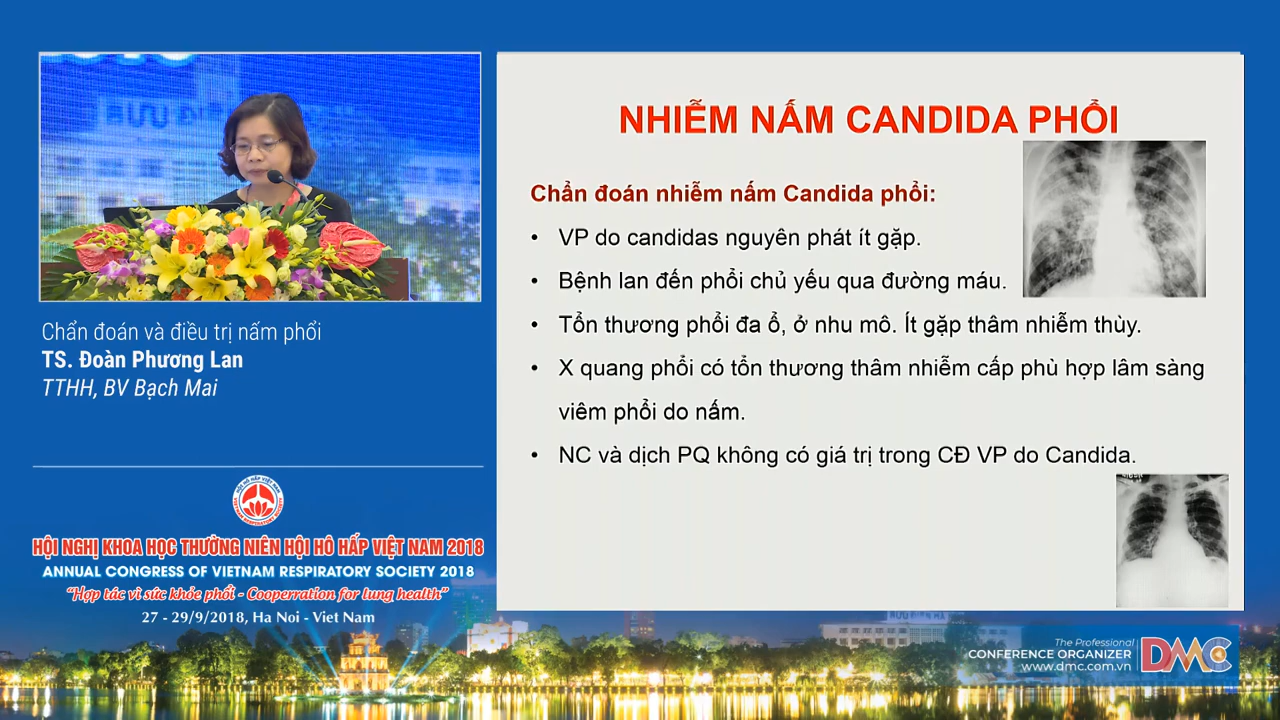 BƯU ĐIỆN HÀ
Chẩn đoán và điều trị nấm phổi
TS. Đoàn Phương Lan
TTHH, BV Bạch Mai
HỘI NGHỊ KHOA HỌC THƯỜNG NIÊN HỘI HÔ HẤP VIỆT NAM 2018
ANNUAL CONGRESS OF VIETNAM RESPIRATORY SOCIETY 2018
“Hợp tác vì sức khỏe phổi - Cooperration for lung health”
27 - 29/9/2018, Ha Noi - Viet Nam
NHIỄM NẤM CANDIDA PHỔI
Chẩn đoán nhiễm nấm Candida phổi:
• VP do candidas nguyên phát ít gặp.
• Bệnh lan đến phổi chủ yếu qua đường máu.
• Tổn thương phổi đa ổ, ở nhu mô. Ít gặp thâm nhiễm thùy.
• X quang phổi có tổn thương thâm nhiễm cấp phù hợp lâm sàng
viêm phổi do nấm.
• NC và dịch PQ không có giá trị trong CĐ VP do Candida.
BƯU ĐIỆN HÀ
The Professional
CONFERENCE ORGANIZER
www.dmc.com.vn
DMC